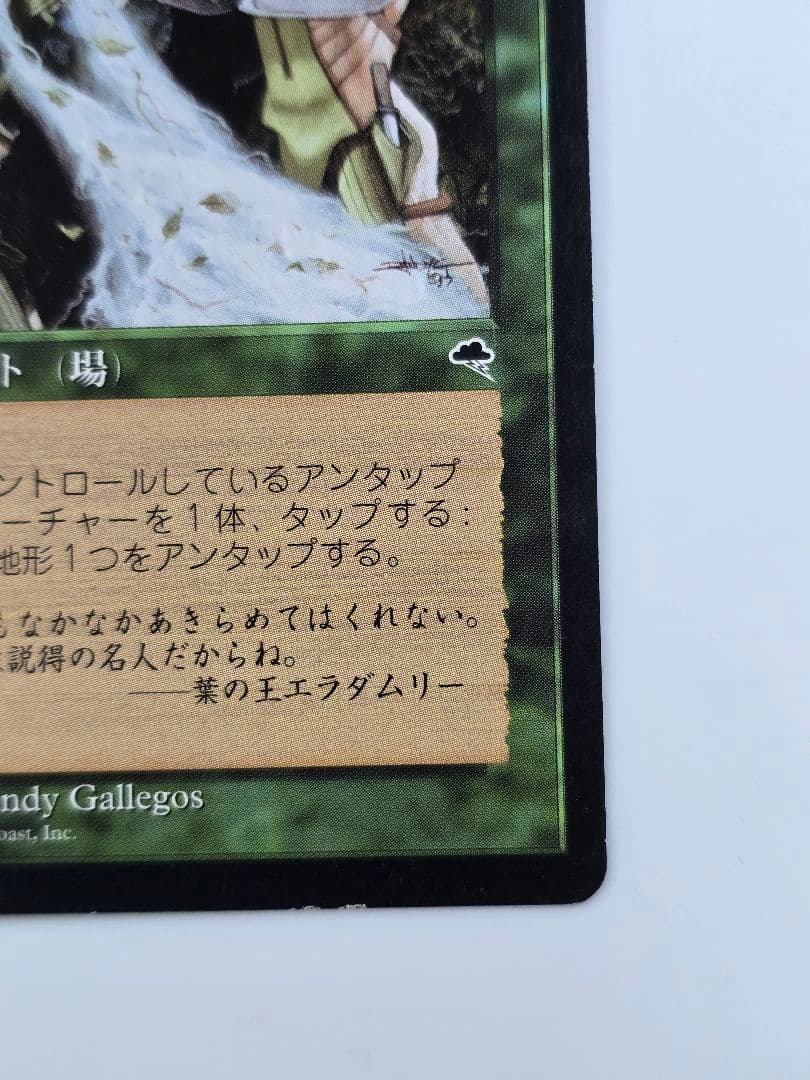 ト （場）
ントロールしているアンタップ
ーチャーを１体、タップする：
地形１つをアンタップする。
なかなかあきらめてはくれない。
説得の名人だからね。
――葉の王エラダムリー
ndy Gallegos
oast, Inc.